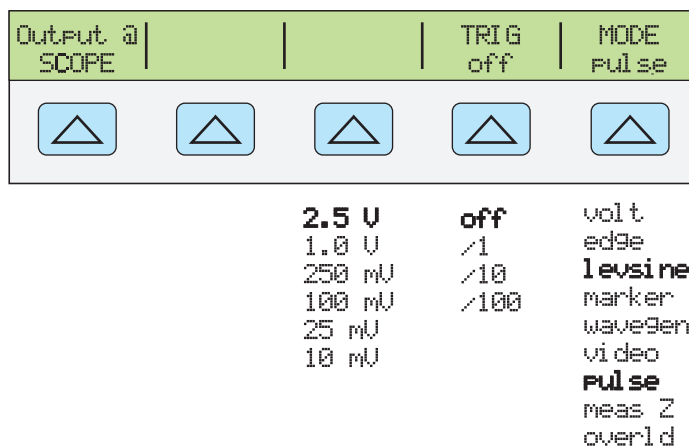 Output @ SCOPE
TRIG off
MODE pulse
2.5 V
1.0 V
250 mV
100 mV
25 mV
10 mV
off
/1
/10
/100
volt
edge
levsine
marker
wavegen
video
pulse
meas Z
overld